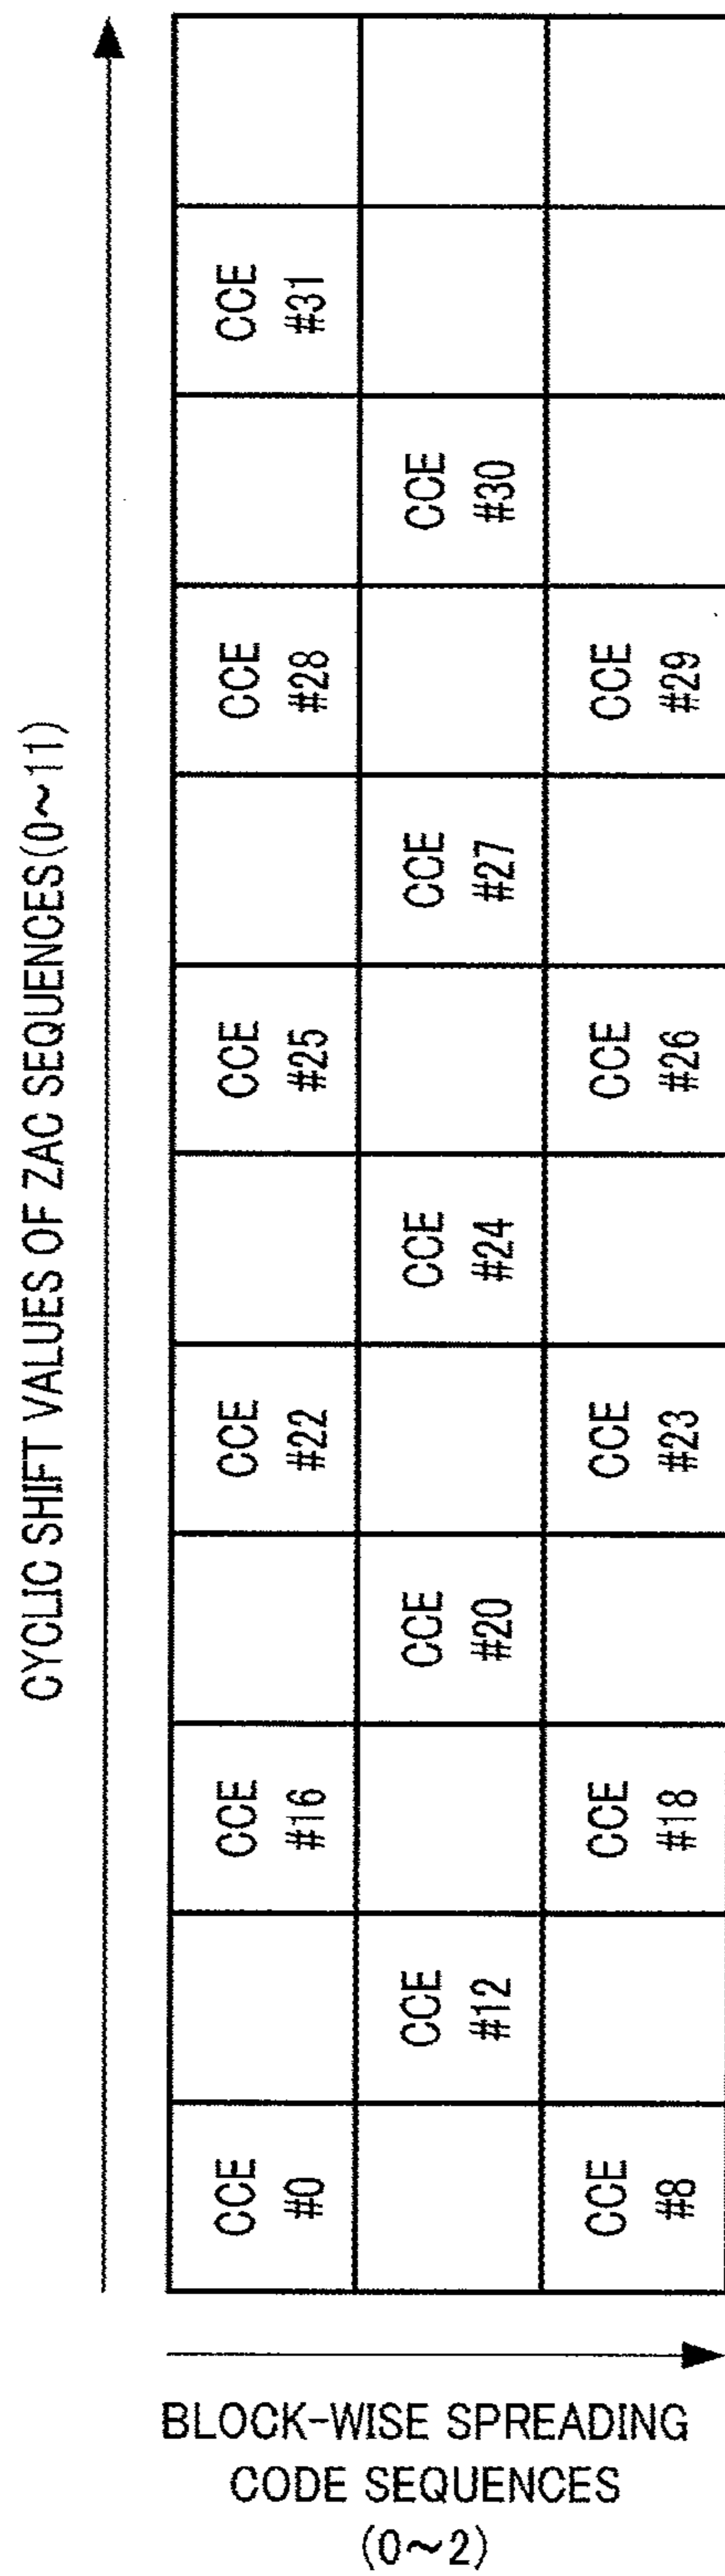 CYCLIC SHIFT VALUES OF ZAC SEQUENCES(0~11)
CCE
#0
CCE
#16
CCE
#22
CCE
#25
CCE
#28
CCE
#31
CCE
#12
CCE
#20
CCE
#24
CCE
#27
CCE
#30
CCE
#8
CCE
#18
CCE
#23
CCE
#26
CCE
#29
BLOCK-WISE SPREADING
CODE SEQUENCES
(0~2)